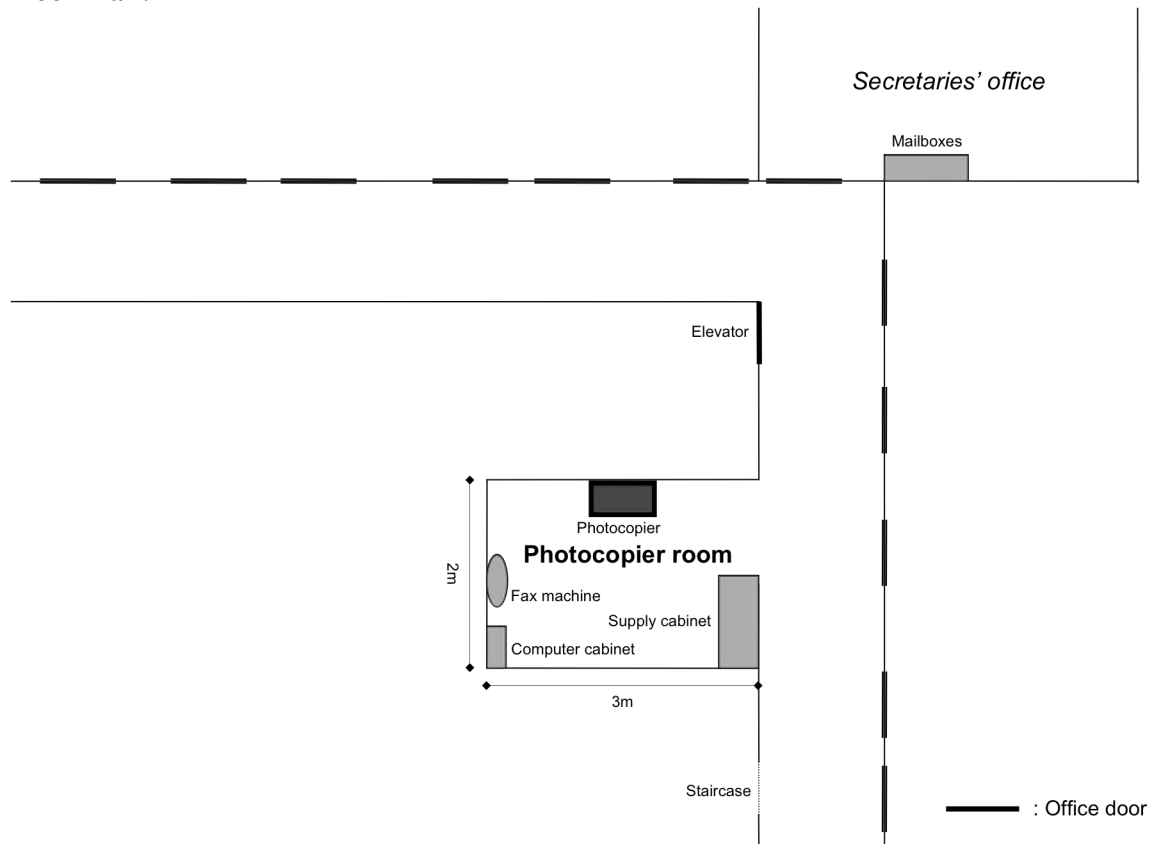 Secretaries’ office
Mailboxes
Elevator
Photocopier
Photocopier room
2m
Fax machine
Supply cabinet
Computer cabinet
3m
Staircase
: Office door